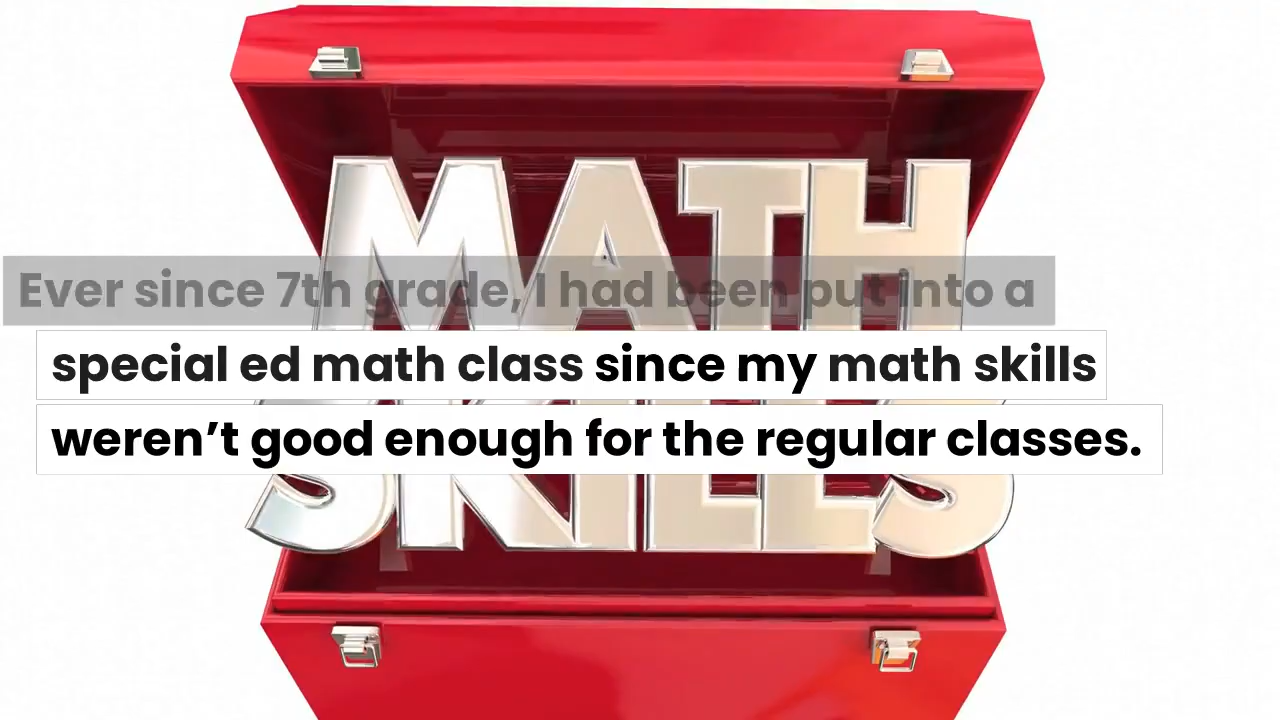 MATH
SKILLS
Ever since 7th grade, I had been put into a
special ed math class since my math skills
weren’t good enough for the regular classes.